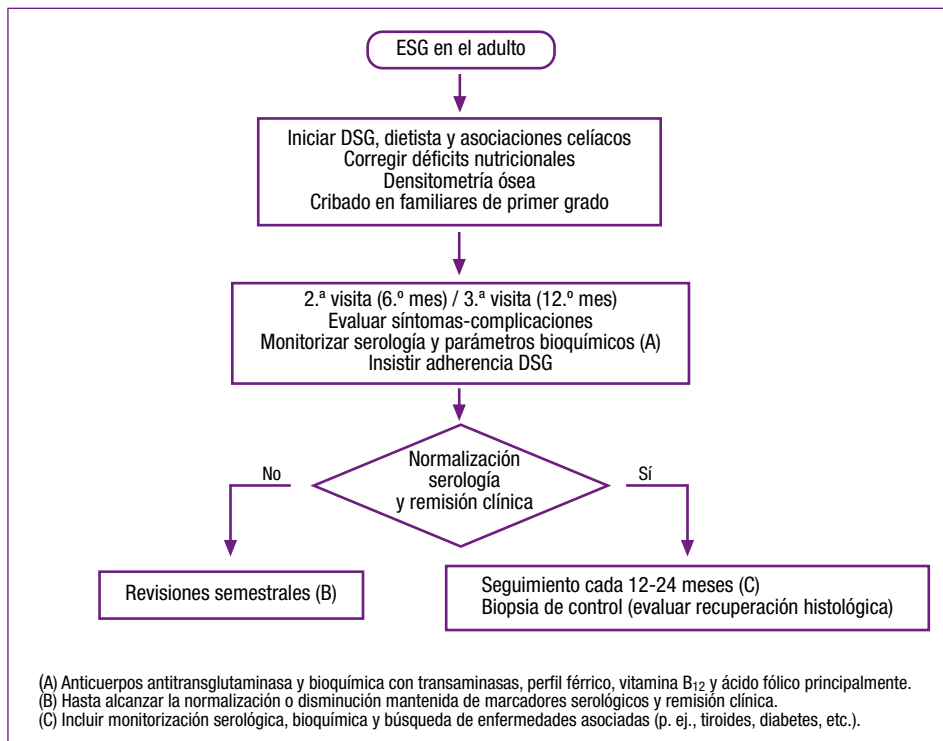 ESG en el adulto
Iniciar DSG, dietista y asociaciones celíacos
Corregir déficits nutricionales
Densitometría ósea
Cribado en familiares de primer grado
2.ª visita (6.º mes) / 3.ª visita (12.º mes)
Evaluar síntomas-complicaciones
Monitorizar serología y parámetros bioquímicos (A)
Insistir adherencia DSG
Normalización
serología
y remisión clínica
No
Sí
Revisiones semestrales (B)
Seguimiento cada 12-24 meses (C)
Biopsia de control (evaluar recuperación histológica)
(A) Anticuerpos antitransglutaminasa y bioquímica con transaminasas, perfil férrico, vitamina B₁₂ y ácido fólico principalmente.
(B) Hasta alcanzar la normalización o disminución mantenida de marcadores serológicos y remisión clínica.
(C) Incluir monitorización serológica, bioquímica y búsqueda de enfermedades asociadas (p. ej., tiroides, diabetes, etc.).